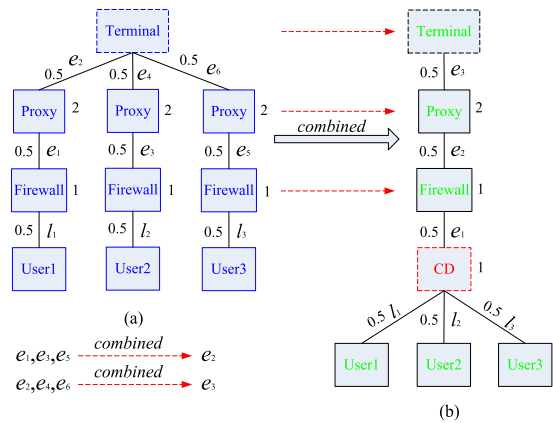 Terminal
Terminal
0.5 e₂ 0.5 e₄ 0.5 e₆
e₃ 0.5
Proxy 2 Proxy 2 Proxy 2
Proxy 2
combined
0.5 e₁ 0.5 e₃ 0.5 e₅
0.5 e₂
Firewall 1 Firewall 1 Firewall 1
Firewall 1
0.5 l₁ 0.5 l₂ 0.5 l₃
0.5 e₁
User1 User2 User3
CD 1
(a)
0.5 l₁ 0.5 l₂ 0.5 l₃
e₁,e₃,e₅ combined e₂
e₂,e₄,e₆ combined e₃
User1 User2 User3
(b)